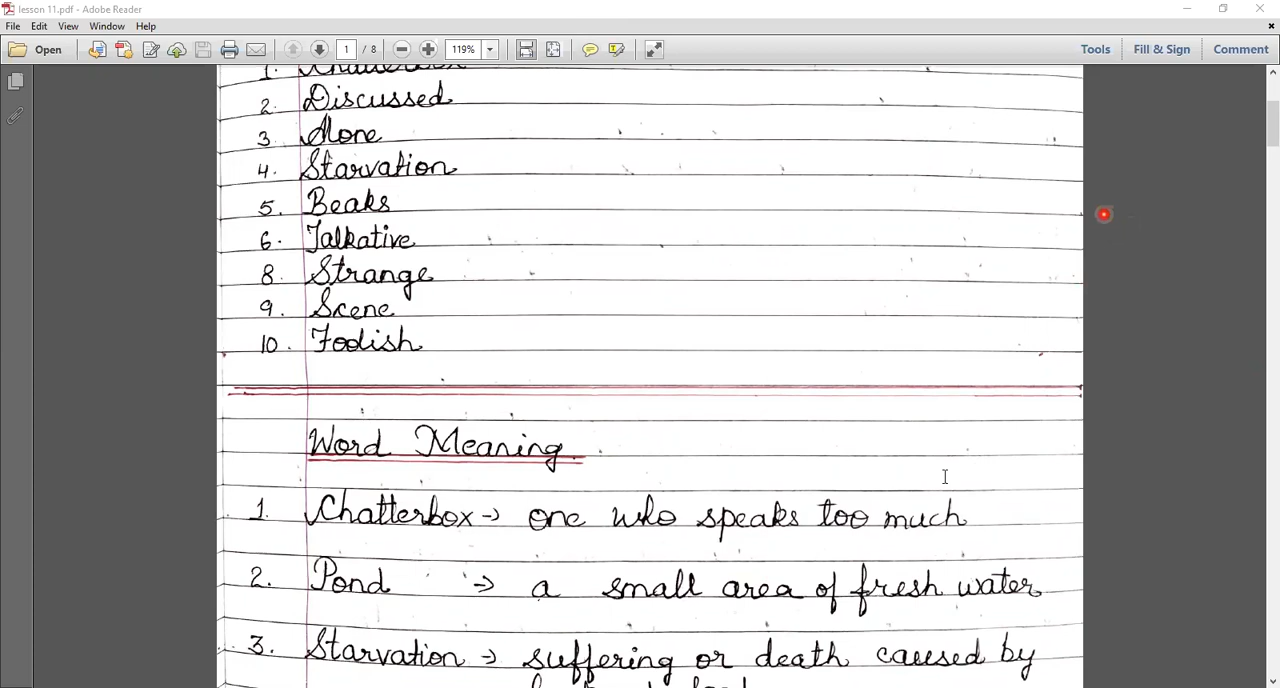 lesson 11.pdf - Adobe Reader
File Edit View Window Help
Open 1 / 8 119% Tools Fill & Sign Comment
1. Chatterbox
2. Discussed
3. Alone
4. Starvation
5. Beaks
6. Talkative
8. Strange
9. Scene
10. Foolish
Word Meaning
1. Chatterbox → one who speaks too much
2. Pond → a small area of fresh water
3. Starvation → suffering or death caused by